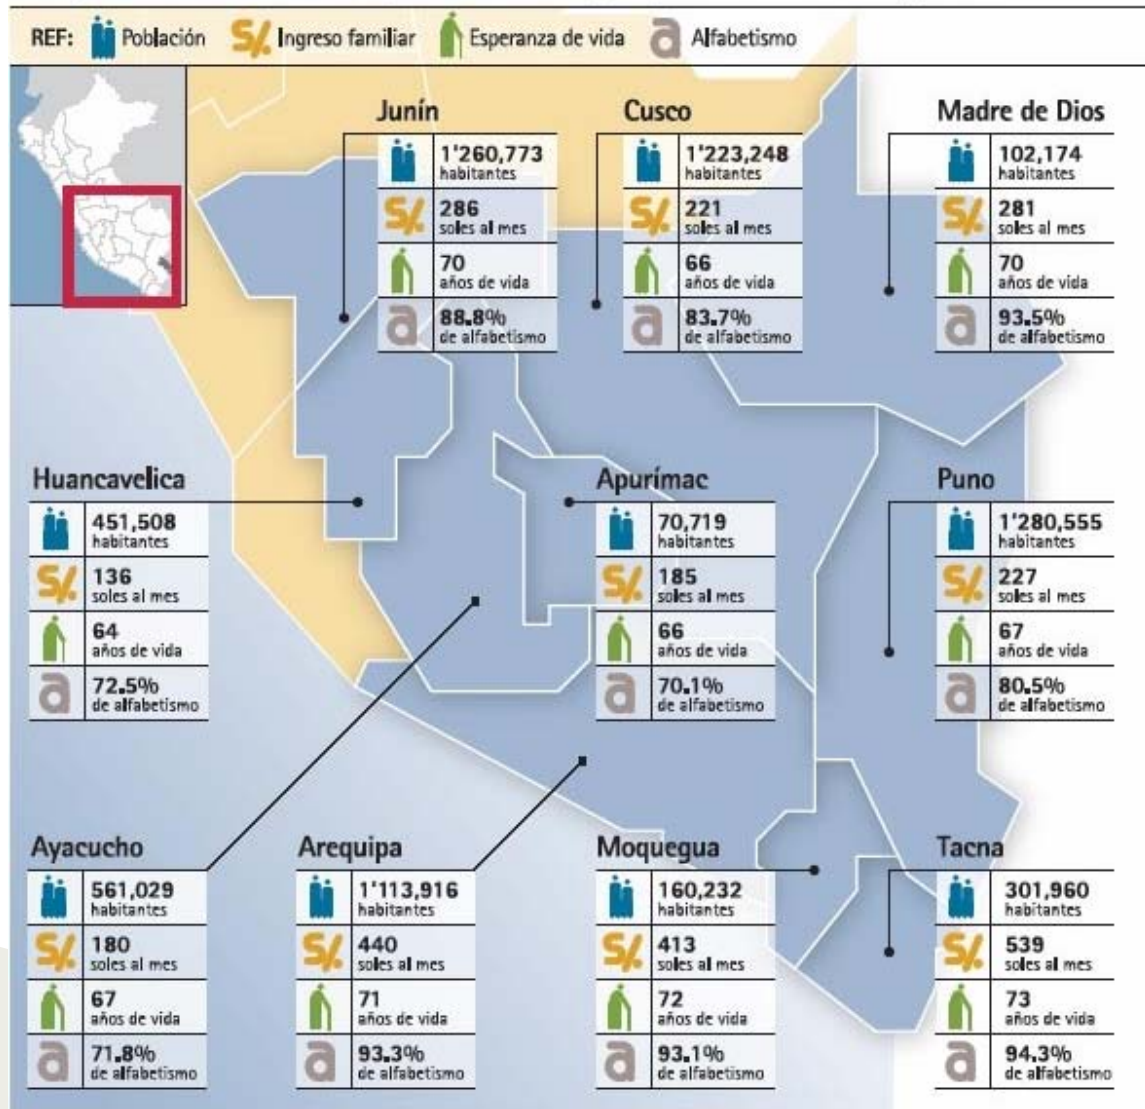 REF: Población S/. Ingreso familiar Esperanza de vida a Alfabetismo
Junín
1'260,773
habitantes
S/. 286
soles al mes
70
años de vida
a 88.8%
de alfabetismo
Cusco
1'223,248
habitantes
S/. 221
soles al mes
66
años de vida
a 83.7%
de alfabetismo
Madre de Dios
102,174
habitantes
S/. 281
soles al mes
70
años de vida
a 93.5%
de alfabetismo
Huancavelica
451,508
habitantes
S/. 136
soles al mes
64
años de vida
a 72.5%
de alfabetismo
Apurímac
70,719
habitantes
S/. 185
soles al mes
66
años de vida
a 70.1%
de alfabetismo
Puno
1'280,555
habitantes
S/. 227
soles al mes
67
años de vida
a 80.5%
de alfabetismo
Ayacucho
561,029
habitantes
S/. 180
soles al mes
67
años de vida
a 71.8%
de alfabetismo
Arequipa
1'113,916
habitantes
S/. 440
soles al mes
71
años de vida
a 93.3%
de alfabetismo
Moquegua
160,232
habitantes
S/. 413
soles al mes
72
años de vida
a 93.1%
de alfabetismo
Tacna
301,960
habitantes
S/. 539
soles al mes
73
años de vida
a 94.3%
de alfabetismo